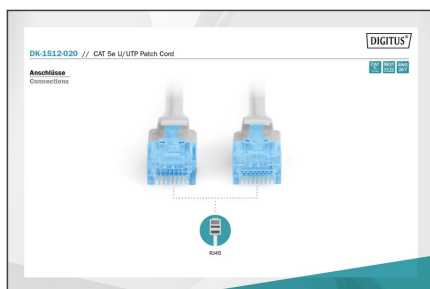 DIGITUS®
DK-1512-020 // CAT 5e U/UTP Patch Cord
Anschlüsse
Connections
RJ45